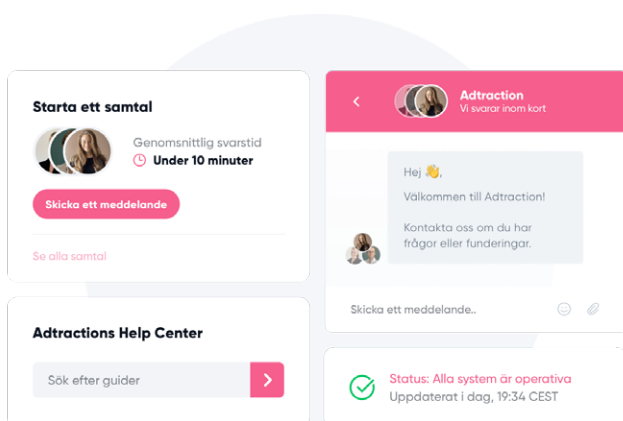 Starta ett samtal
Genomsnittlig svarstid
Under 10 minuter
Skicka ett meddelande
Se alla samtal
Adtractions Help Center
Sök efter guider
Adtraction
Vi svarar inom kort
Hej 👋,
Välkommen till Adtraction!
Kontakta oss om du har
frågor eller funderingar.
Skicka ett meddelande..
Status: Alla system är operativa
Uppdaterat i dag, 19:34 CEST